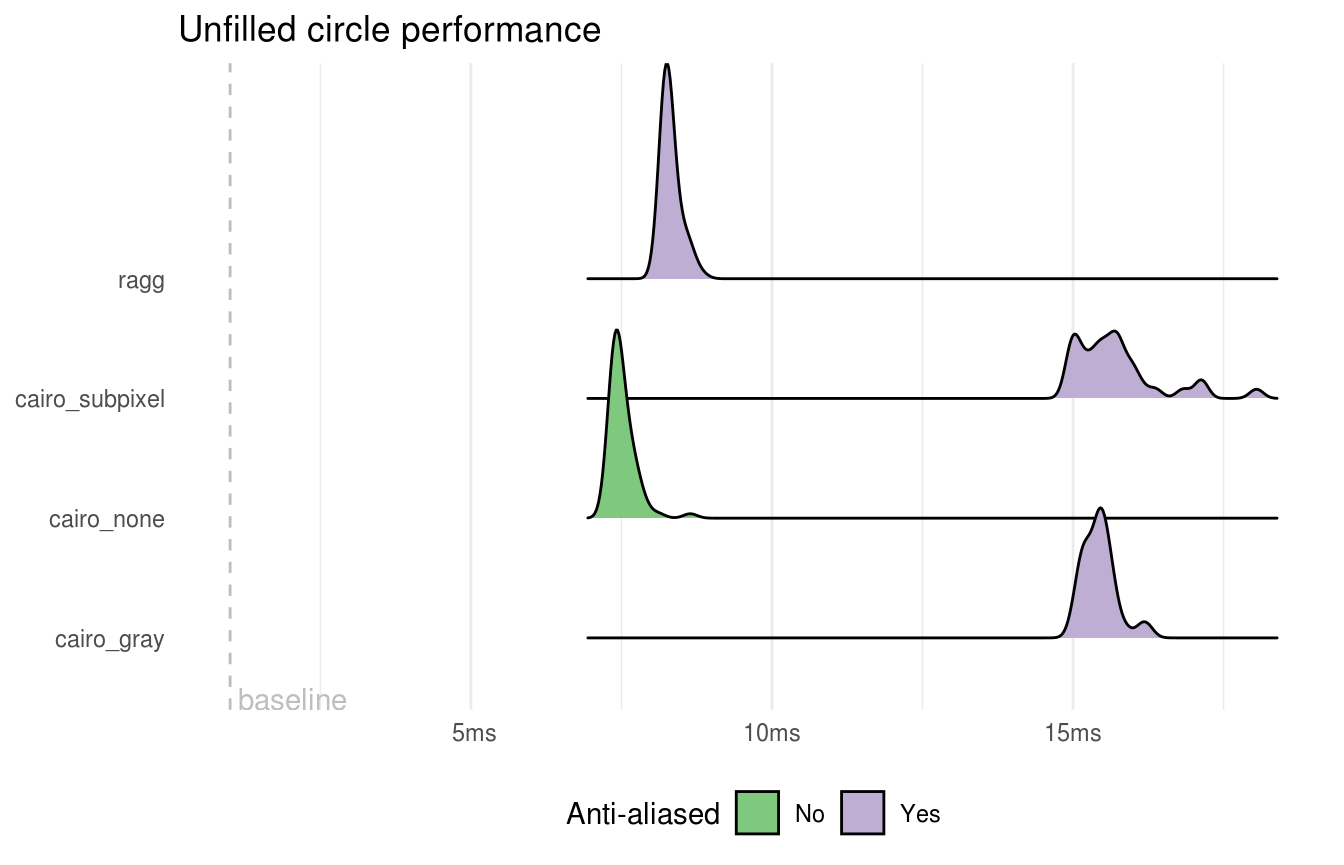 Unfilled circle performance
ragg
cairo_subpixel
cairo_none
cairo_gray
baseline
5ms 10ms 15ms
Anti-aliased No Yes